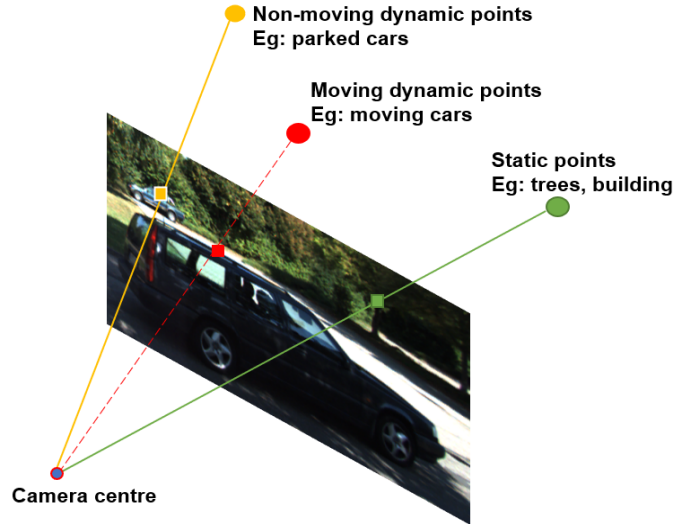 Non-moving dynamic points
Eg: parked cars
Moving dynamic points
Eg: moving cars
Static points
Eg: trees, building
Camera centre